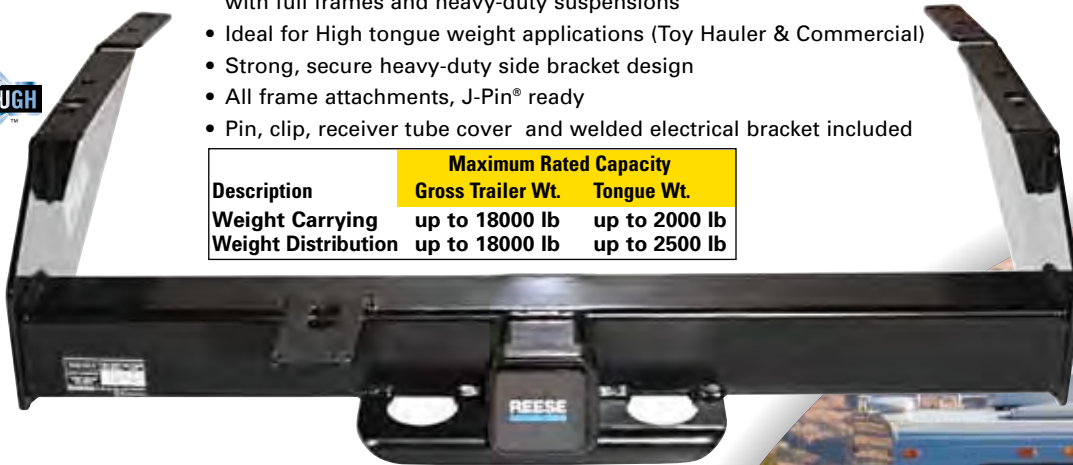 with full frames and heavy-duty suspensions
• Ideal for High tongue weight applications (Toy Hauler & Commercial)
• Strong, secure heavy-duty side bracket design
UGH
™
• All frame attachments, J-Pin® ready
• Pin, clip, receiver tube cover and welded electrical bracket included
Maximum Rated Capacity
Description Gross Trailer Wt. Tongue Wt.
Weight Carrying up to 18000 lb up to 2000 lb
Weight Distribution up to 18000 lb up to 2500 lb
REESE